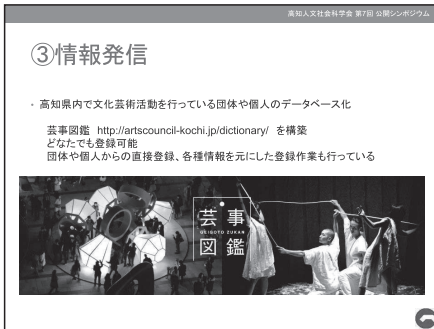 高知人文社会科学会 第7回 公開シンポジウム
③情報発信
・ 高知県内で文化芸術活動を行っている団体や個人のデータベース化
芸事図鑑 http://artscouncil-kochi.jp/dictionary/ を構築
どなたでも登録可能
団体や個人からの直接登録、各種情報を元にした登録作業も行っている
芸事
GEIGOTO ZUKAN
図鑑